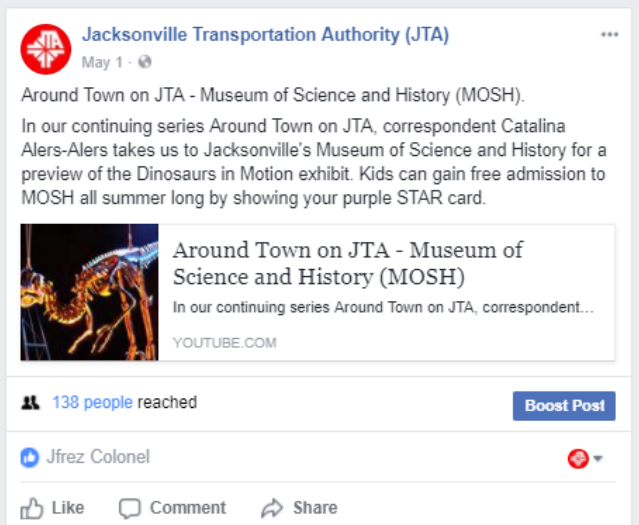 Jacksonville Transportation Authority (JTA)
May 1 ·
Around Town on JTA - Museum of Science and History (MOSH).
In our continuing series Around Town on JTA, correspondent Catalina
Alers-Alers takes us to Jacksonville's Museum of Science and History for a
preview of the Dinosaurs in Motion exhibit. Kids can gain free admission to
MOSH all summer long by showing your purple STAR card.
Around Town on JTA - Museum of
Science and History (MOSH)
In our continuing series Around Town on JTA, correspondent...
YOUTUBE.COM
138 people reached
Boost Post
Jfrez Colonel
Like
Comment
Share